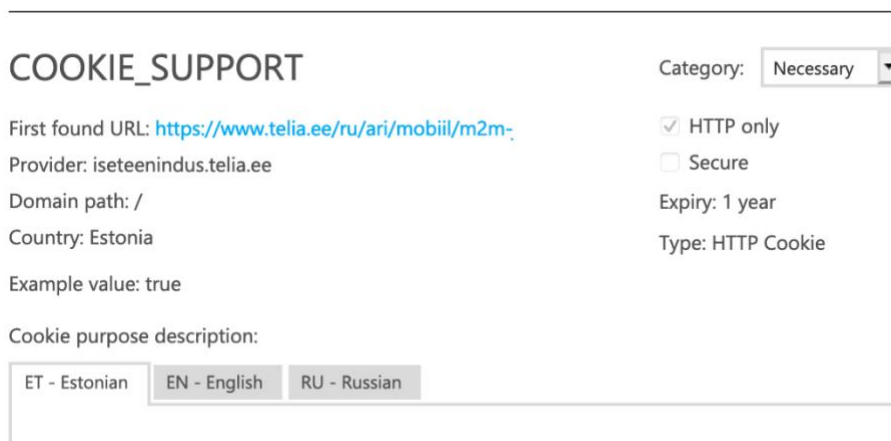 COOKIE_SUPPORT
Category: Necessary
First found URL: https://www.telia.ee/ru/ari/mobiil/m2m-
HTTP only
Provider: iseteenindus.telia.ee
Secure
Domain path: /
Expiry: 1 year
Country: Estonia
Type: HTTP Cookie
Example value: true
Cookie purpose description:
ET - Estonian EN - English RU - Russian